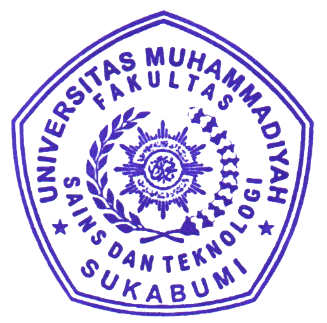 UNIVERSITAS MUHAMMADIYAH
FAKULTAS
SAINS DAN TEKNOLOGI
SUKABUMI